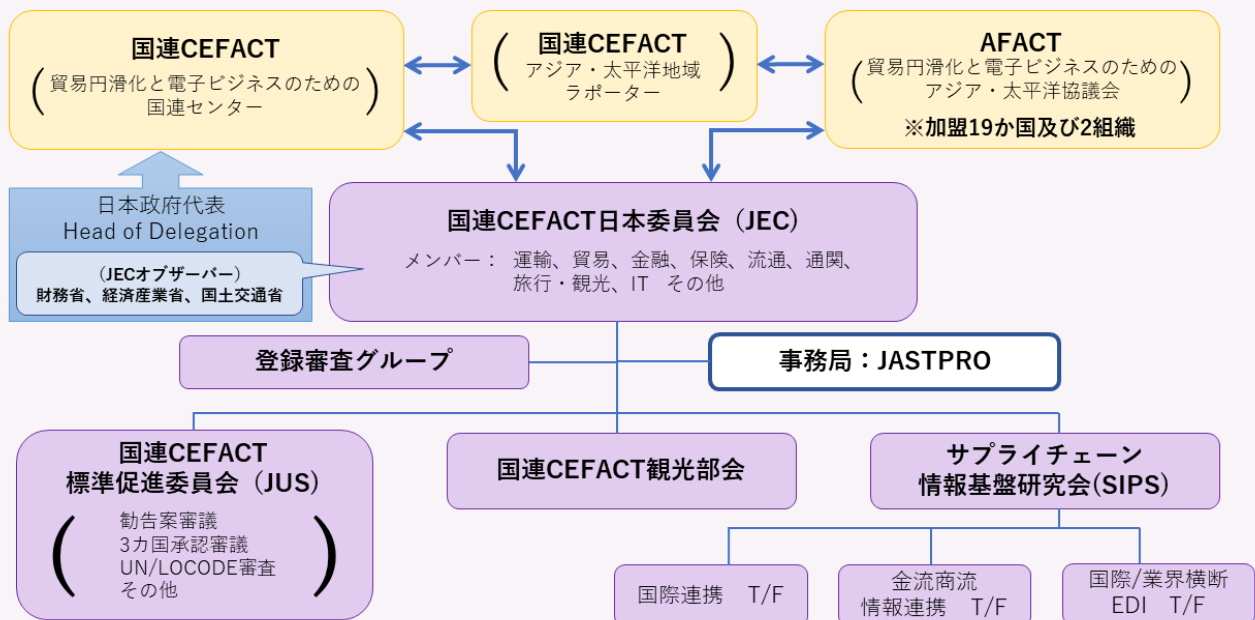 国連CEFACT
(貿易円滑化と電子ビジネスのための
国連センター)
国連CEFACT
(アジア・太平洋地域
ラポーター)
AFACT
(貿易円滑化と電子ビジネスのための
アジア・太平洋協議会)
※加盟19か国及び2組織
日本政府代表
Head of Delegation
(JECオブザーバー)
財務省、経済産業省、国土交通省
国連CEFACT日本委員会（JEC）
メンバー： 運輸、貿易、金融、保険、流通、通関、
旅行・観光、IT その他
登録審査グループ
事務局：JASTPRO
国連CEFACT
標準促進委員会（JUS）
(勧告案審議
3カ国承認審議
UN/LOCODE審査
その他)
国連CEFACT観光部会
サプライチェーン
情報基盤研究会(SIPS)
国際連携 T/F
金流商流
情報連携 T/F
国際/業界横断
EDI T/F